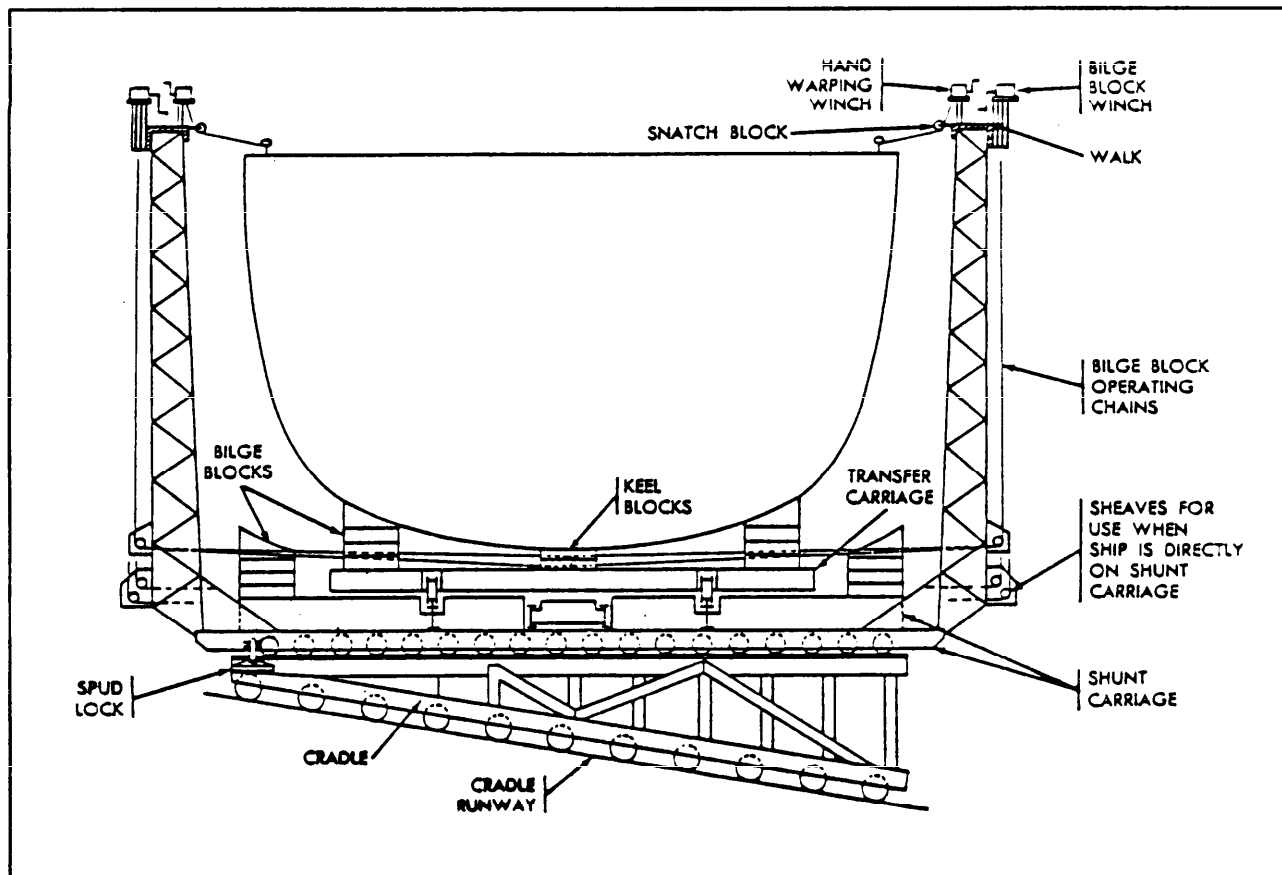 HAND
WARPING
WINCH
BILGE
BLOCK
WINCH
SNATCH BLOCK
WALK
BILGE BLOCK
OPERATING
CHAINS
BILGE
BLOCKS
KEEL
BLOCKS
TRANSFER
CARRIAGE
SHEAVES FOR
USE WHEN
SHIP IS DIRECTLY
ON SHUNT
CARRIAGE
SPUD
LOCK
SHUNT
CARRIAGE
CRADLE
CRADLE
RUNWAY